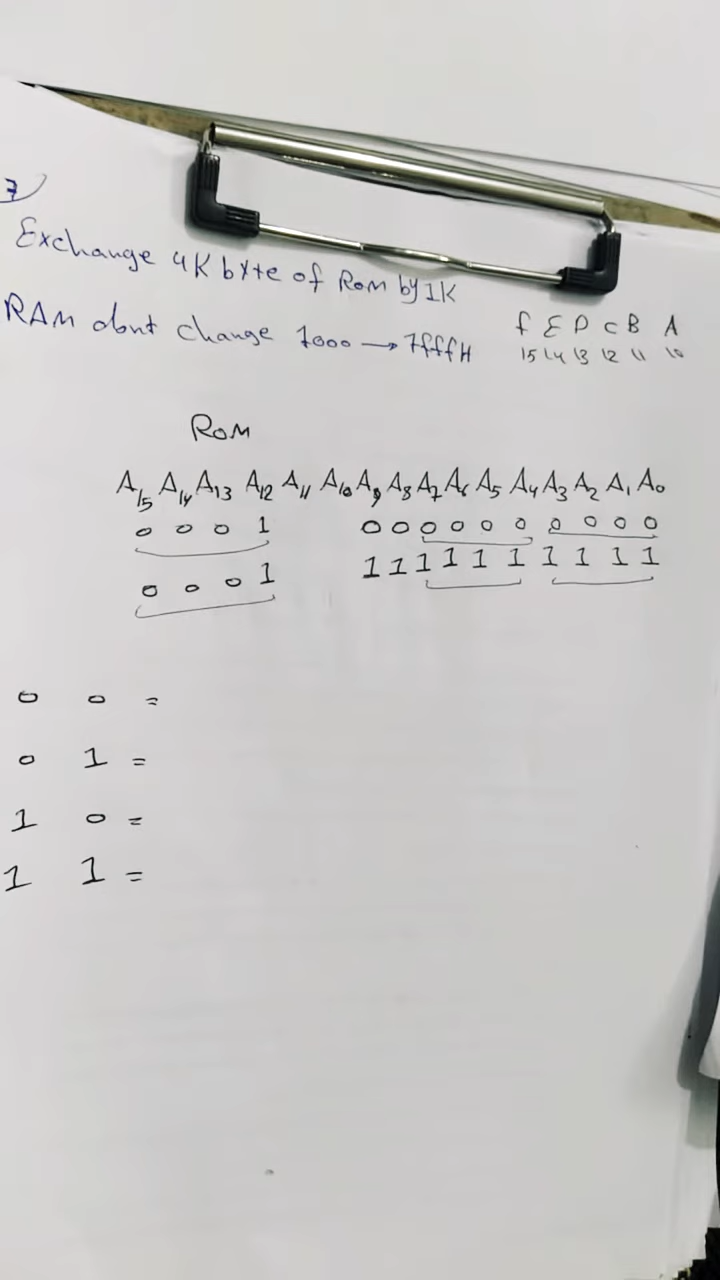 7
Exchange 4K byte of Rom by 1K
RAM dont change 7000 → 7fffH
f E D C B A
15 14 13 12 11 10
Rom
A15 A14 A13 A12 A11 A10 A9 A8 A7 A6 A5 A4 A3 A2 A1 A0
0 0 0 1 0 0 0 0 0 0 0 0 0 0
0 0 0 1 1 1 1 1 1 1 1 1 1 1
0 0 =
0 1 =
1 0 =
1 1 =